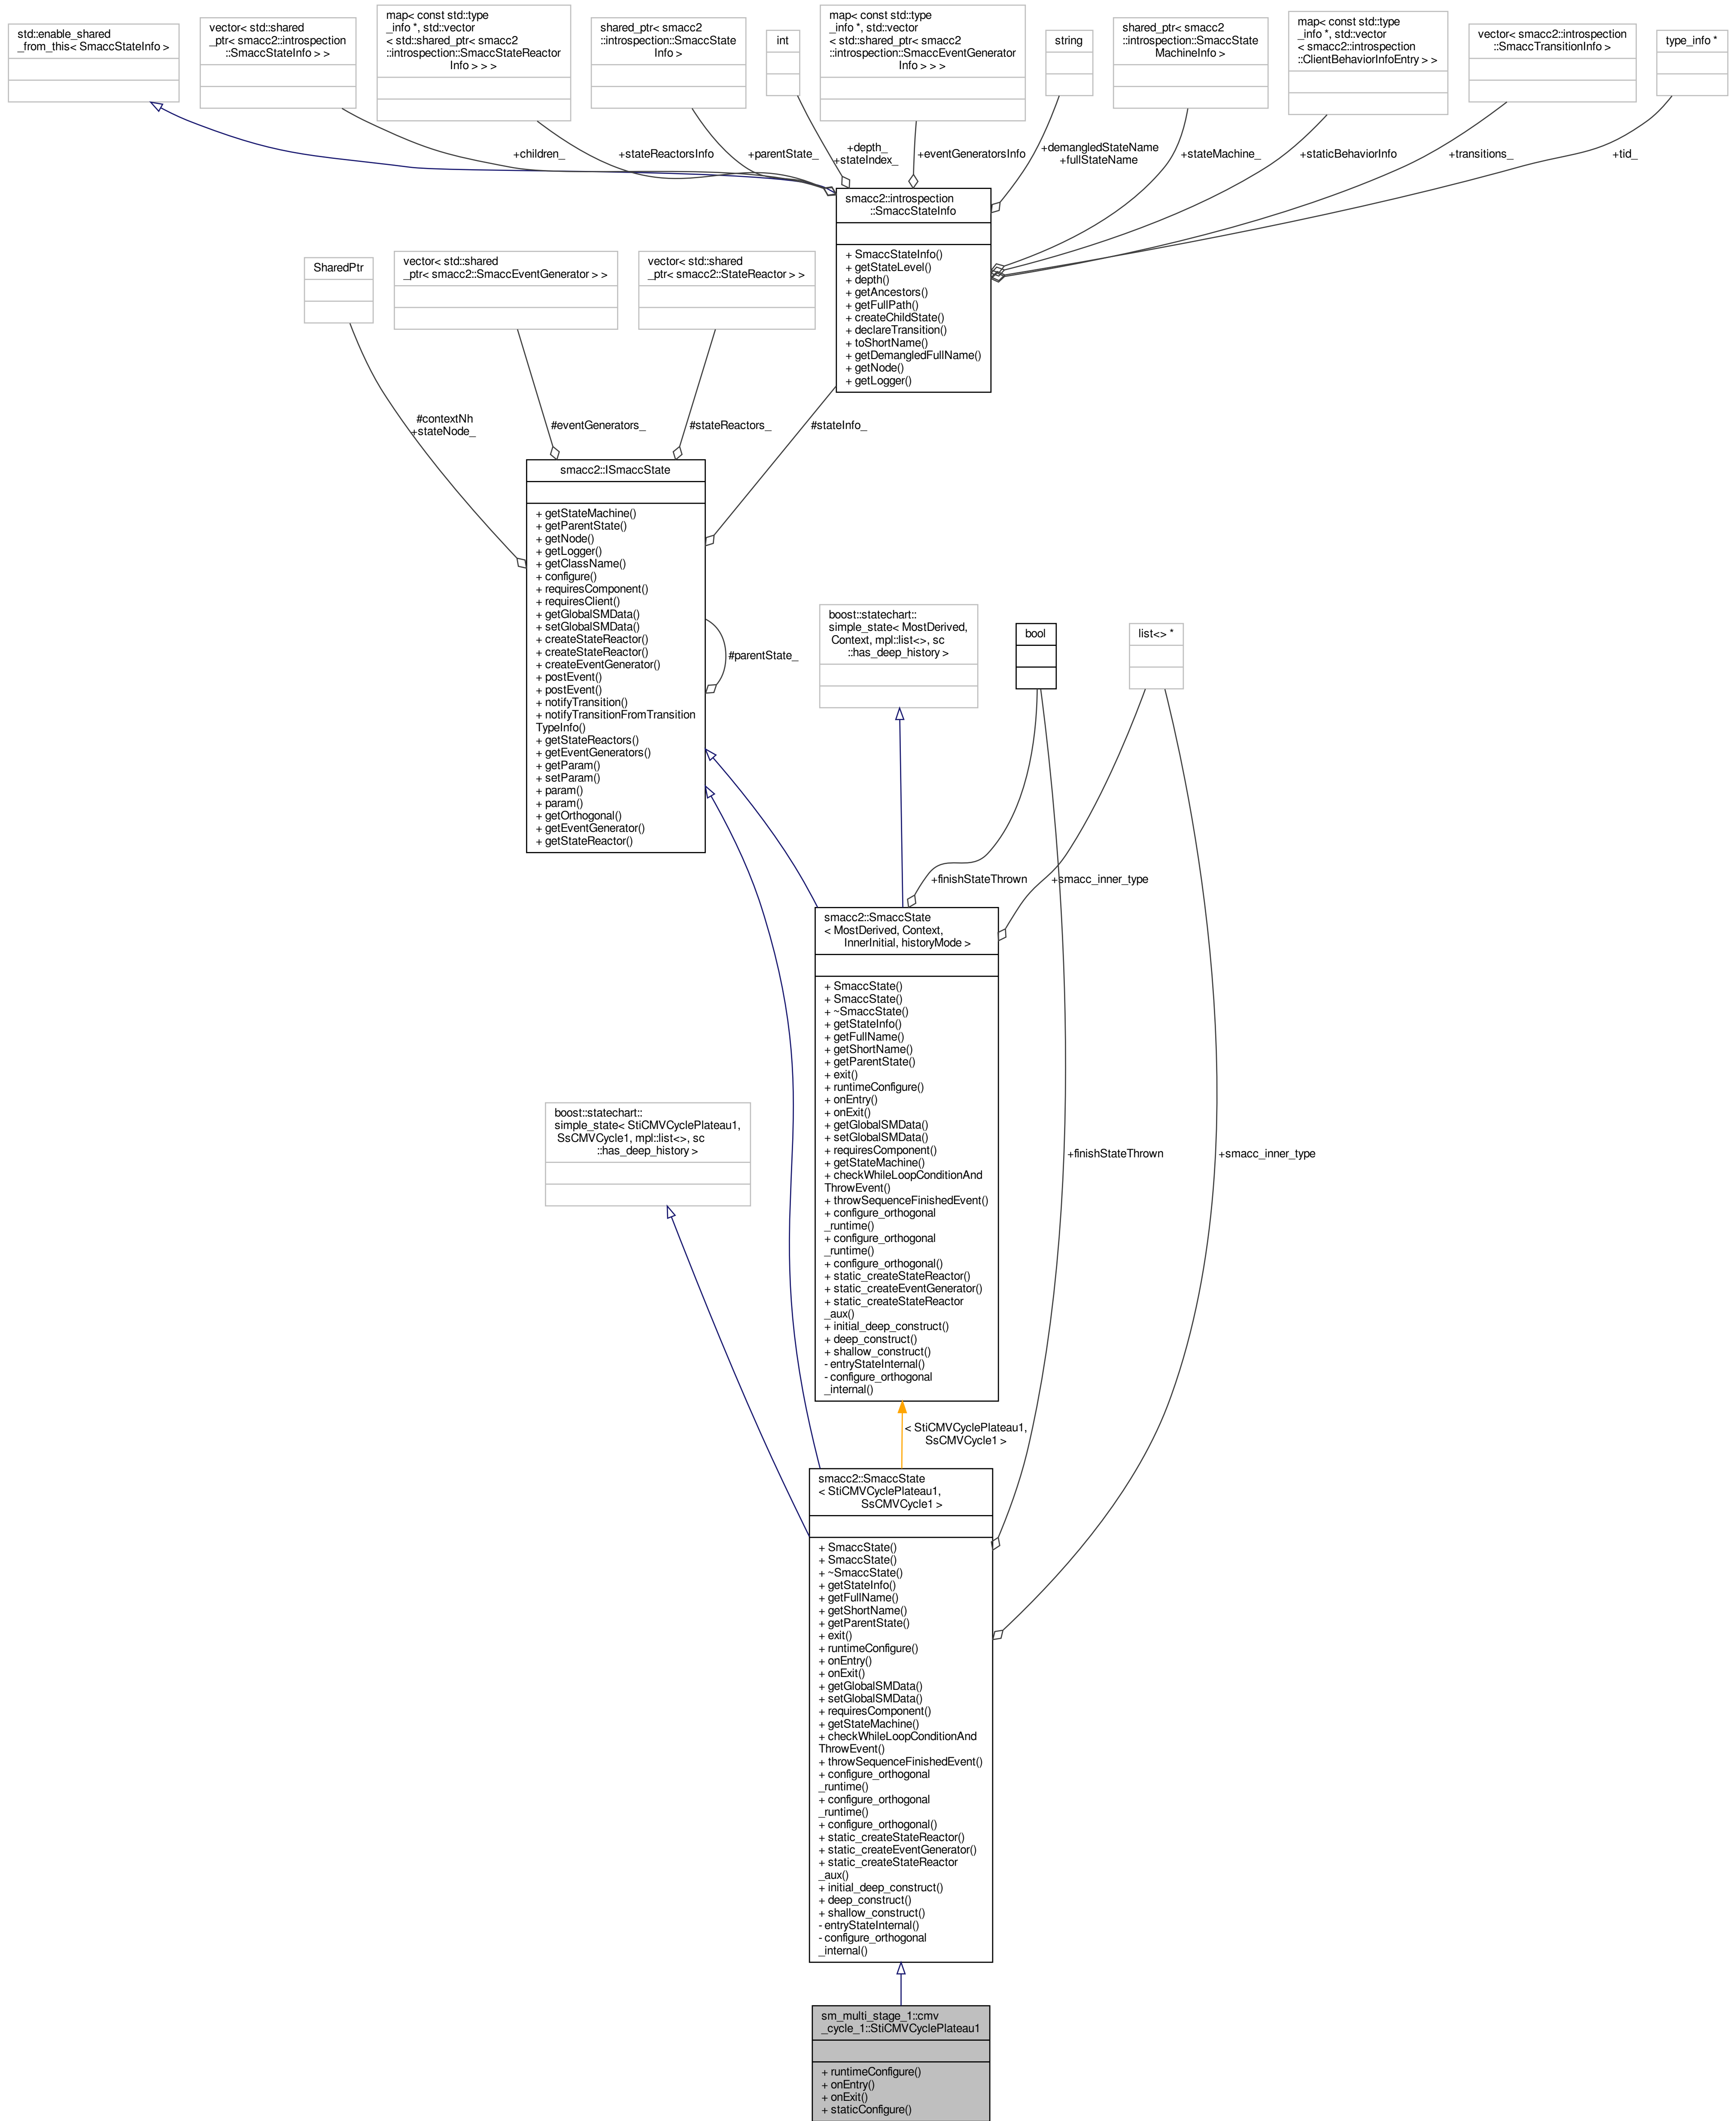 std::enable_shared
_from_this< SmaccStateInfo >
vector< std::shared
_ptr< smacc2::introspection
::SmaccStateInfo > >
map< const std::type
_info *, std::vector
< std::shared_ptr< smacc2
::introspection::SmaccStateReactor
Info > > >
shared_ptr< smacc2
::introspection::SmaccState
Info >
int
map< const std::type
_info *, std::vector
< std::shared_ptr< smacc2
::introspection::SmaccEventGenerator
Info > > >
string
shared_ptr< smacc2
::introspection::SmaccState
MachineInfo >
map< const std::type
_info *, std::vector
< smacc2::introspection
::ClientBehaviorInfoEntry > >
vector< smacc2::introspection
::SmaccTransitionInfo >
type_info *
+children_
+stateReactorsInfo
+parentState_
+depth_
+stateIndex_
+eventGeneratorsInfo
+demangledStateName
+fullStateName
+stateMachine_
+staticBehaviorInfo
+transitions_
+tid_
smacc2::introspection
::SmaccStateInfo
+ SmaccStateInfo()
+ getStateLevel()
+ depth()
+ getAncestors()
+ getFullPath()
+ createChildState()
+ declareTransition()
+ toShortName()
+ getDemangledFullName()
+ getNode()
+ getLogger()
SharedPtr
vector< std::shared
_ptr< smacc2::SmaccEventGenerator > >
vector< std::shared
_ptr< smacc2::StateReactor > >
#contextNh
+stateNode_
#eventGenerators_
#stateReactors_
#stateInfo_
smacc2::ISmaccState
+ getStateMachine()
+ getParentState()
+ getNode()
+ getLogger()
+ getClassName()
+ configure()
+ requiresComponent()
+ requiresClient()
+ getGlobalSMData()
+ setGlobalSMData()
+ createStateReactor()
+ createStateReactor()
+ createEventGenerator()
+ postEvent()
+ postEvent()
+ notifyTransition()
+ notifyTransitionFromTransition
TypeInfo()
+ getStateReactors()
+ getEventGenerators()
+ getParam()
+ setParam()
+ param()
+ param()
+ getOrthogonal()
+ getEventGenerator()
+ getStateReactor()
#parentState_
boost::statechart::
simple_state< MostDerived,
Context, mpl::list<>, sc
::has_deep_history >
bool
list<> *
+finishStateThrown
+smacc_inner_type
smacc2::SmaccState
< MostDerived, Context,
InnerInitial, historyMode >
+ SmaccState()
+ SmaccState()
+ ~SmaccState()
+ getStateInfo()
+ getFullName()
+ getShortName()
+ getParentState()
+ exit()
+ runtimeConfigure()
+ onEntry()
+ onExit()
+ getGlobalSMData()
+ setGlobalSMData()
+ requiresComponent()
+ getStateMachine()
+ checkWhileLoopConditionAnd
ThrowEvent()
+ throwSequenceFinishedEvent()
+ configure_orthogonal
_runtime()
+ configure_orthogonal
_runtime()
+ configure_orthogonal()
+ static_createStateReactor()
+ static_createEventGenerator()
+ static_createStateReactor
_aux()
+ initial_deep_construct()
+ deep_construct()
+ shallow_construct()
- entryStateInternal()
- configure_orthogonal
_internal()
boost::statechart::
simple_state< StiCMVCyclePlateau1,
SsCMVCycle1, mpl::list<>, sc
::has_deep_history >
+finishStateThrown
+smacc_inner_type
< StiCMVCyclePlateau1,
SsCMVCycle1 >
smacc2::SmaccState
< StiCMVCyclePlateau1,
SsCMVCycle1 >
+ SmaccState()
+ SmaccState()
+ ~SmaccState()
+ getStateInfo()
+ getFullName()
+ getShortName()
+ getParentState()
+ exit()
+ runtimeConfigure()
+ onEntry()
+ onExit()
+ getGlobalSMData()
+ setGlobalSMData()
+ requiresComponent()
+ getStateMachine()
+ checkWhileLoopConditionAnd
ThrowEvent()
+ throwSequenceFinishedEvent()
+ configure_orthogonal
_runtime()
+ configure_orthogonal
_runtime()
+ configure_orthogonal()
+ static_createStateReactor()
+ static_createEventGenerator()
+ static_createStateReactor
_aux()
+ initial_deep_construct()
+ deep_construct()
+ shallow_construct()
- entryStateInternal()
- configure_orthogonal
_internal()
sm_multi_stage_1::cmv
_cycle_1::StiCMVCyclePlateau1
+ runtimeConfigure()
+ onEntry()
+ onExit()
+ staticConfigure()